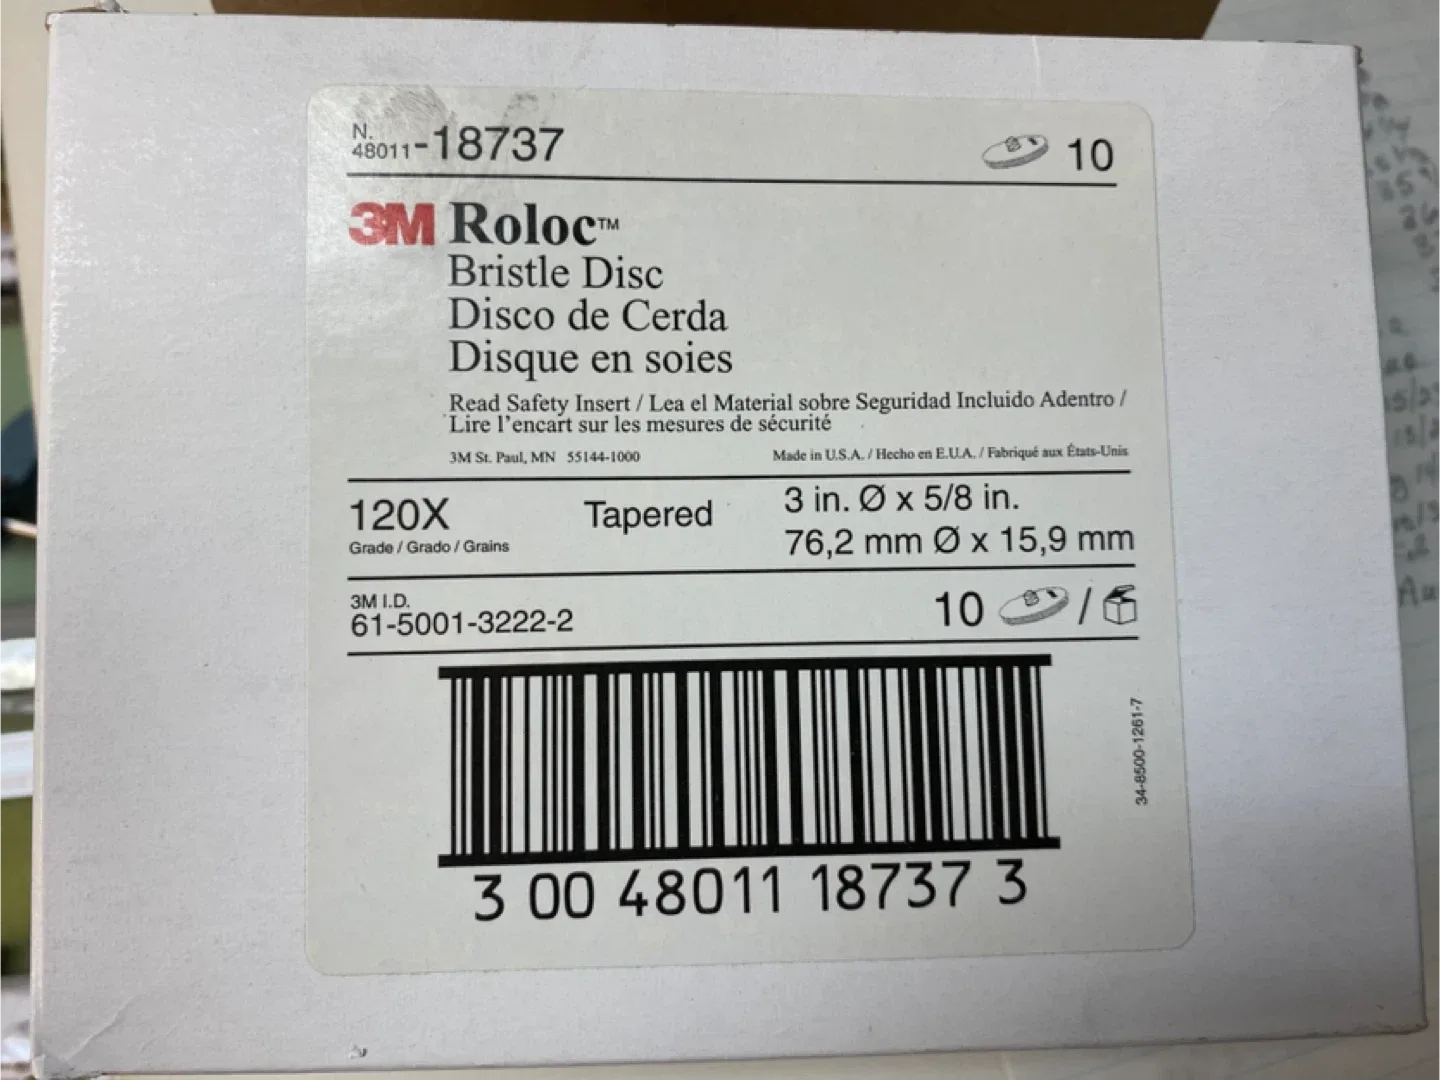 N.
48011-18737
10
3M Roloc™
Bristle Disc
Disco de Cerda
Disque en soies
Read Safety Insert / Lea el Material sobre Seguridad Incluido Adentro /
Lire l'encart sur les mesures de sécurité
3M St. Paul, MN 55144-1000
Made in U.S.A. / Hecho en E.U.A. / Fabriqué aux États-Unis
120X
Grade / Grado / Grains
Tapered
3 in. Ø x 5/8 in.
76,2 mm Ø x 15,9 mm
3M I.D.
61-5001-3222-2
10 /
34-8500-1261-7
3 00 48011 18737 3